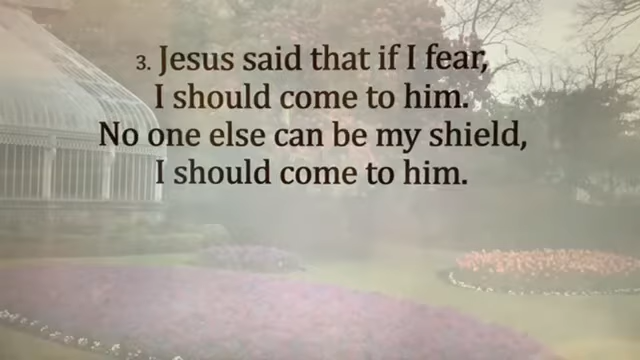 3. Jesus said that if I fear,
I should come to him.
No one else can be my shield,
I should come to him.